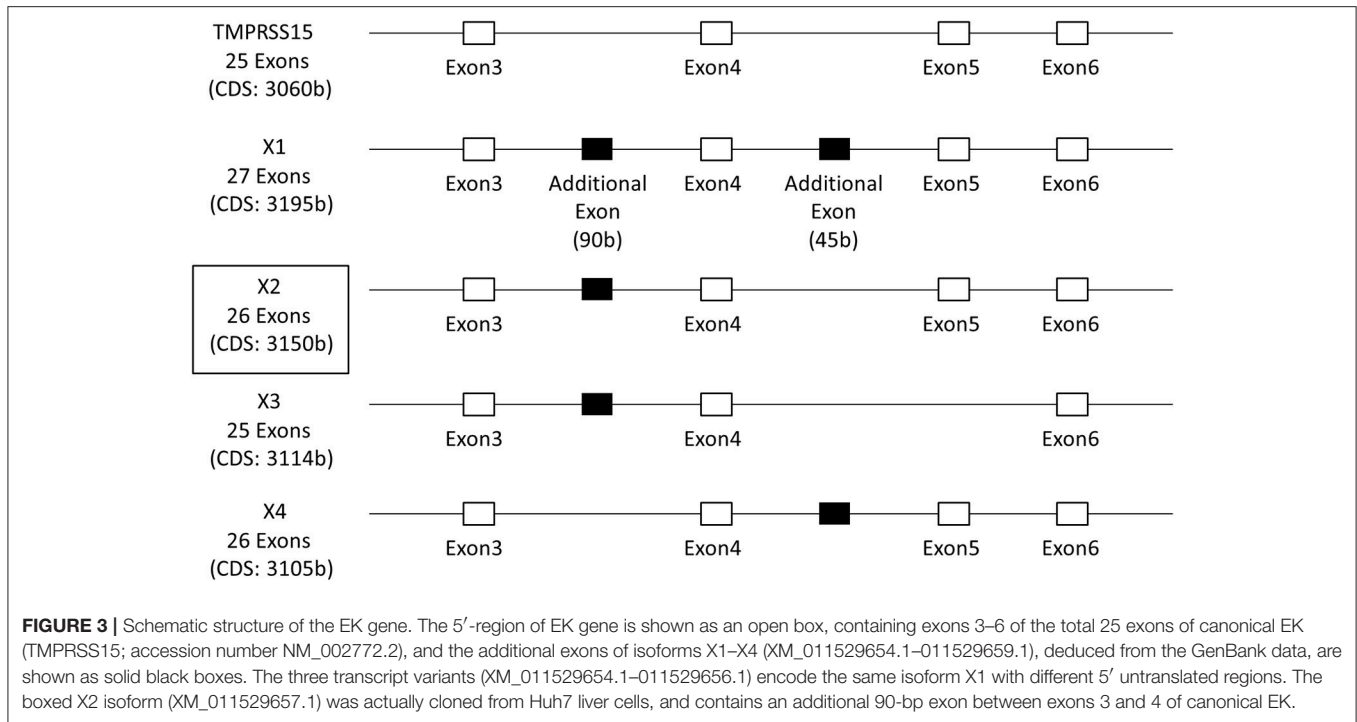 TMPRSS15
25 Exons
(CDS: 3060b)
Exon3 Exon4 Exon5 Exon6
X1
27 Exons
(CDS: 3195b)
Exon3 Additional Exon (90b) Exon4 Additional Exon (45b) Exon5 Exon6
X2
26 Exons
(CDS: 3150b)
Exon3 Exon4 Exon5 Exon6
X3
25 Exons
(CDS: 3114b)
Exon3 Exon4 Exon6
X4
26 Exons
(CDS: 3105b)
Exon3 Exon4 Exon5 Exon6
FIGURE 3 | Schematic structure of the EK gene. The 5′-region of EK gene is shown as an open box, containing exons 3–6 of the total 25 exons of canonical EK
(TMPRSS15; accession number NM_002772.2), and the additional exons of isoforms X1–X4 (XM_011529654.1–011529659.1), deduced from the GenBank data, are
shown as solid black boxes. The three transcript variants (XM_011529654.1–011529656.1) encode the same isoform X1 with different 5′ untranslated regions. The
boxed X2 isoform (XM_011529657.1) was actually cloned from Huh7 liver cells, and contains an additional 90-bp exon between exons 3 and 4 of canonical EK.